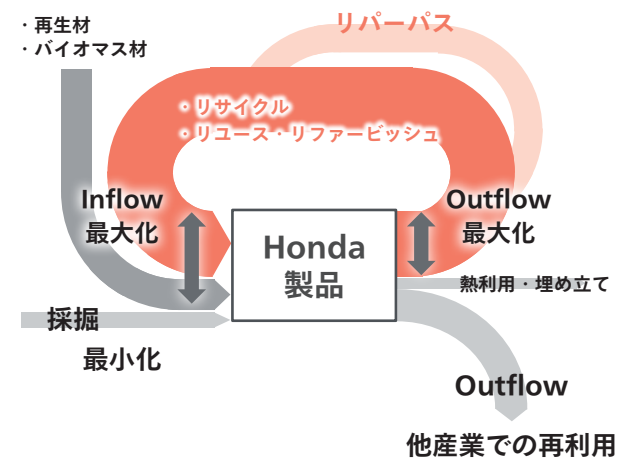 ・再生材
・バイオマス材
リパーパス
・リサイクル
・リユース・リファービッシュ
Inflow
最大化
Outflow
最大化
Honda
製品
熱利用・埋め立て
採掘
最小化
Outflow
他産業での再利用